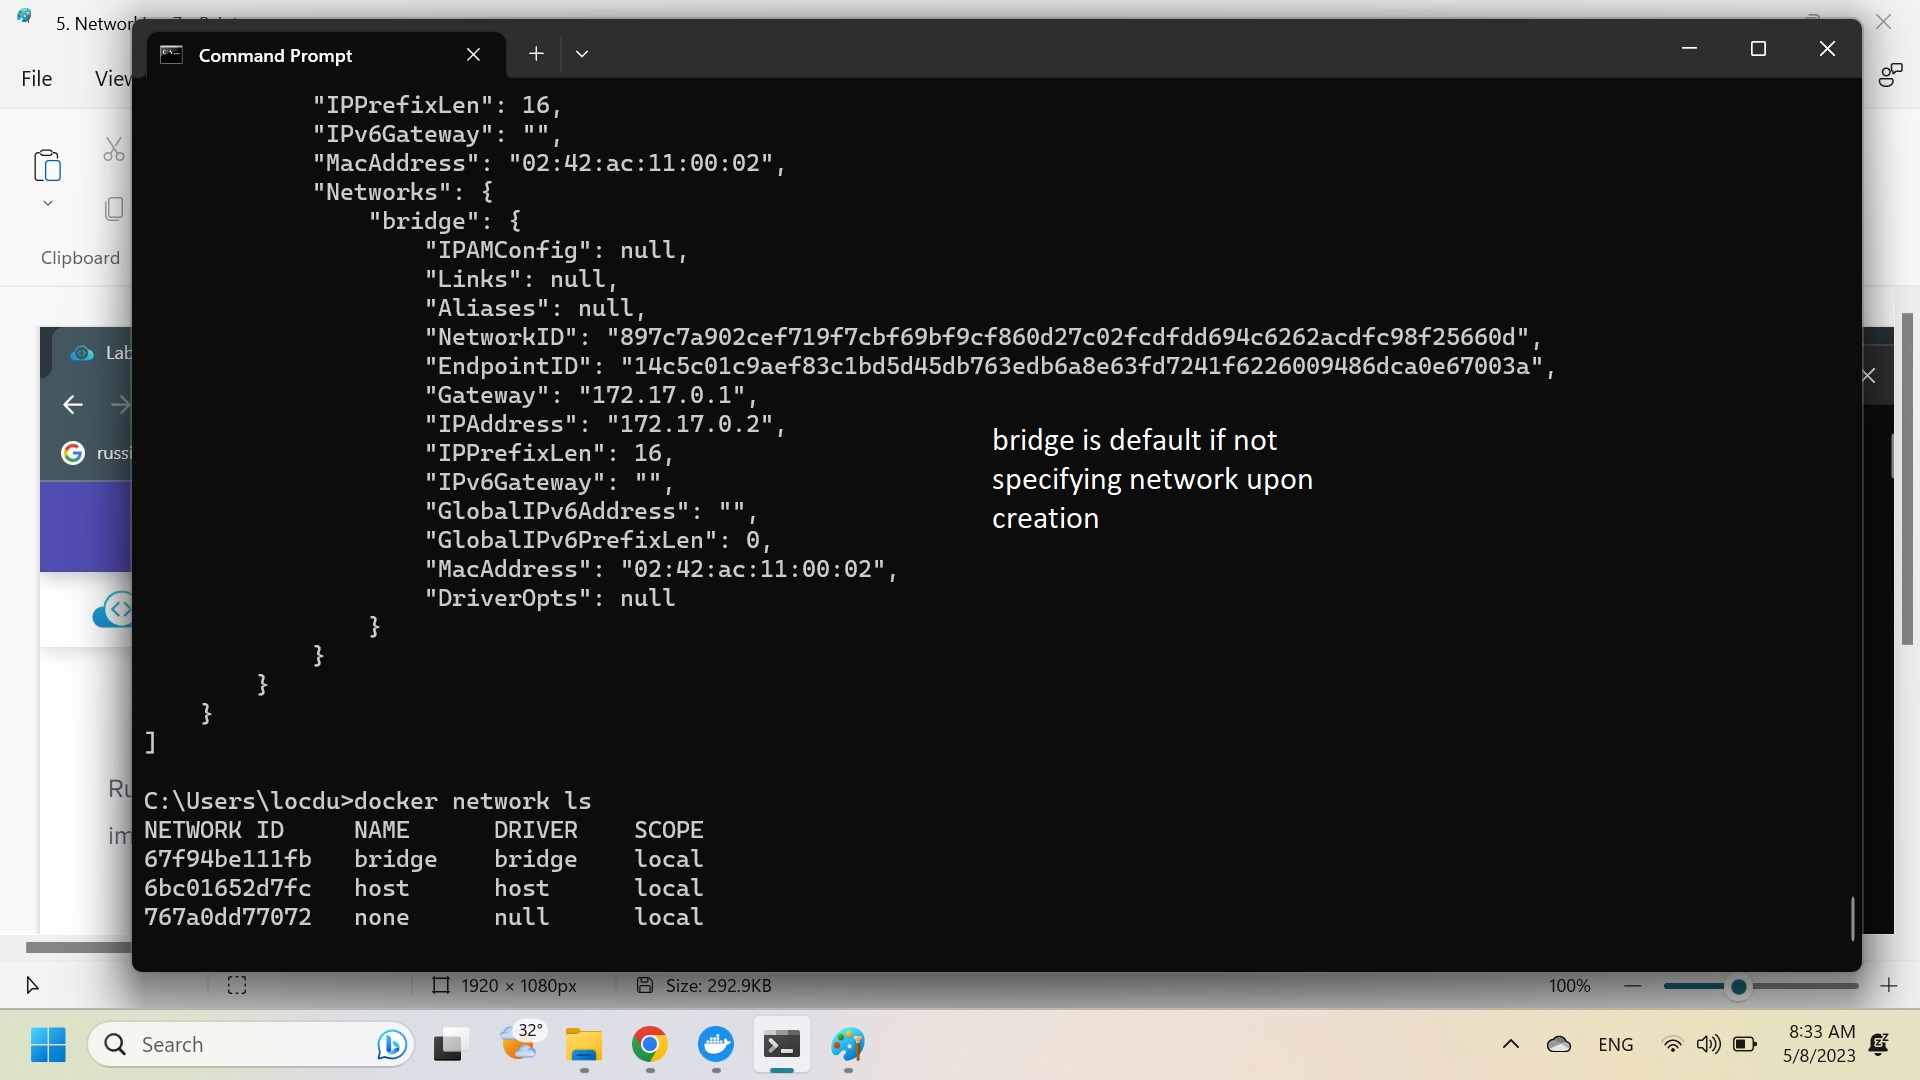 5. Networ
Command Prompt
File
View
Clipboard
"IPPrefixLen": 16,
"IPv6Gateway": "",
"MacAddress": "02:42:ac:11:00:02",
"Networks": {
"bridge": {
"IPAMConfig": null,
"Links": null,
"Aliases": null,
"NetworkID": "897c7a902cef719f7cbf69bf9cf860d27c02fcdfdd694c6262acdfc98f25660d",
"EndpointID": "14c5c01c9aef83c1bd5d45db763edb6a8e63fd7241f6226009486dca0e67003a",
"Gateway": "172.17.0.1",
"IPAddress": "172.17.0.2",
"IPPrefixLen": 16,
"IPv6Gateway": "",
"GlobalIPv6Address": "",
"GlobalIPv6PrefixLen": 0,
"MacAddress": "02:42:ac:11:00:02",
"DriverOpts": null
}
}
}
}
]
bridge is default if not
specifying network upon
creation
Lab
russi
Ru
im
C:\Users\locdu>docker network ls
NETWORK ID NAME DRIVER SCOPE
67f94be111fb bridge bridge local
6bc01652d7fc host host local
767a0dd77072 none null local
1920 × 1080px
Size: 292.9KB
100%
Search
32°
ENG
8:33 AM
5/8/2023